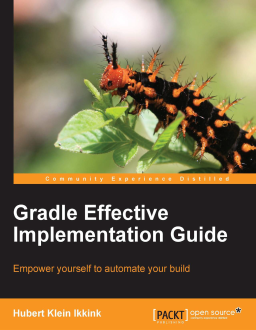 Community Experience Distilled
Gradle Effective
Implementation Guide
Empower yourself to automate your build
Hubert Klein Ikkink
PACKT
PUBLISHING
open source